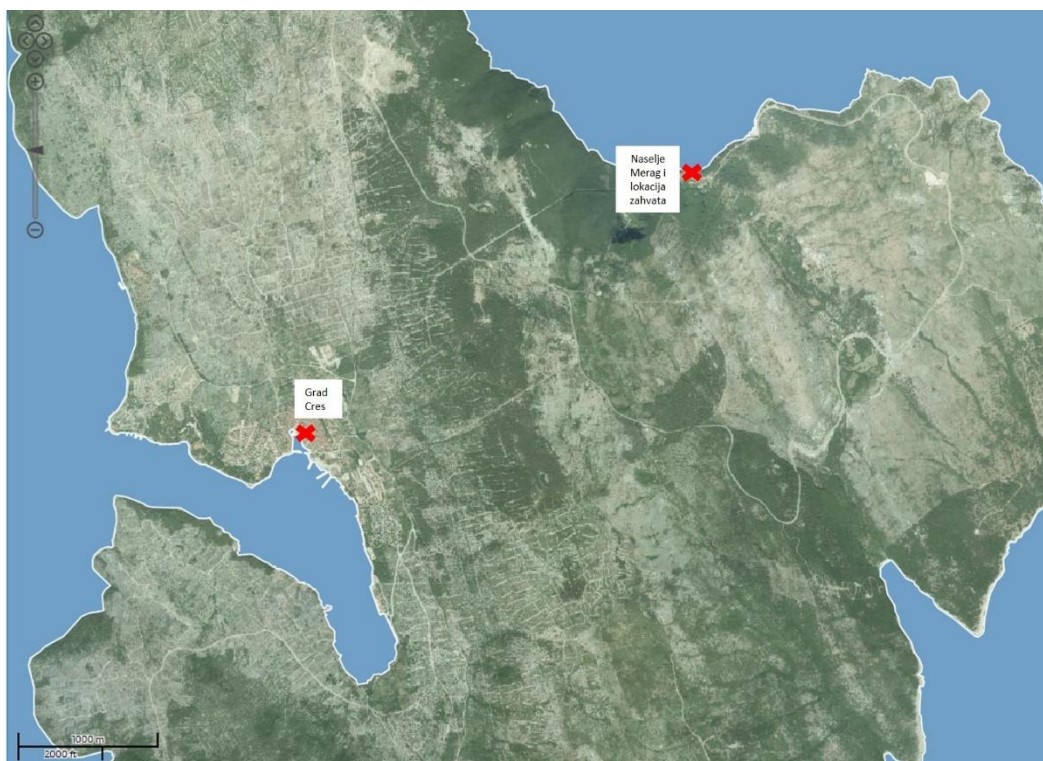 Naselje
Merag i
lokacija
zahvata
Grad
Cres
1000 m
2000 ft